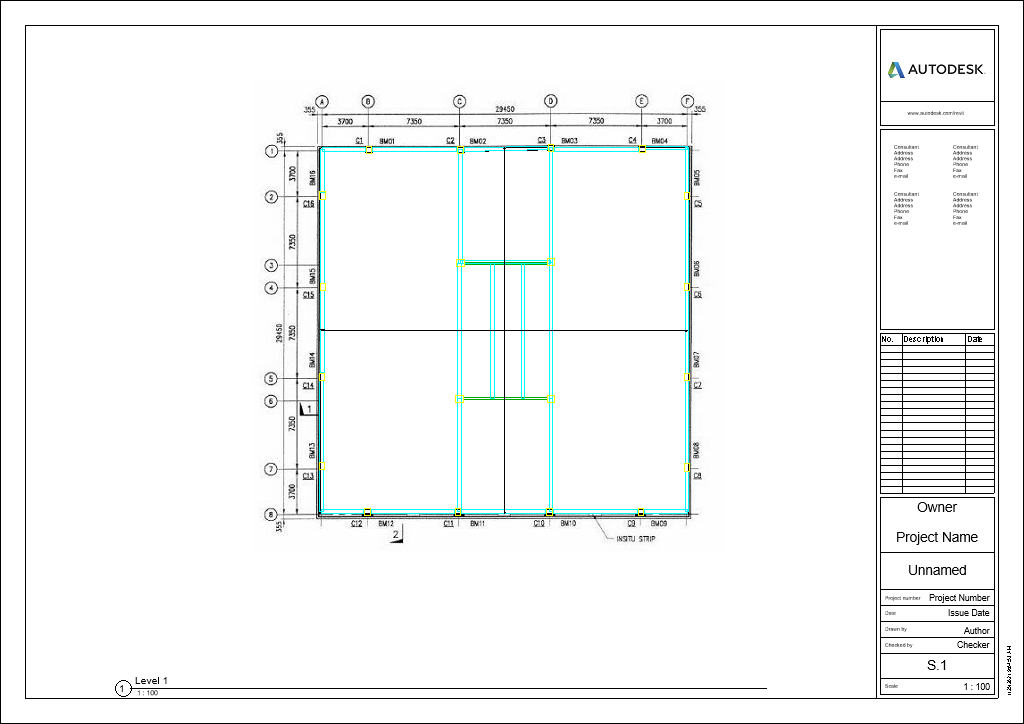 A B C D E F
355 29450 355
3700 7350 7350 7350 3700
355
C1 BM01 C2 BM02 C3 BM03 C4 BM04
1
3700 BM16 BM05
2 C16 C5
7350
3 BM15 BM06
4 C15 C6
29450 7350
BM14 BM07
5 C14 C7
6
1
7350
BM13 BM08
7 C13 C8
3700
8
355
C12 BM12 C11 BM11 C10 BM10 C9 BM09
2
INSITU STRIP
1 Level 1
1 : 100
AUTODESK.
www.autodesk.com/revit
Consultant Consultant
Address Address
Address Address
Phone Phone
Fax Fax
e-mail e-mail
Consultant Consultant
Address Address
Address Address
Phone Phone
Fax Fax
e-mail e-mail
No. Description Date
Owner
Project Name
Unnamed
Project number Project Number
Date Issue Date
Drawn by Author
Checked by Checker
S.1
Scale 1 : 100